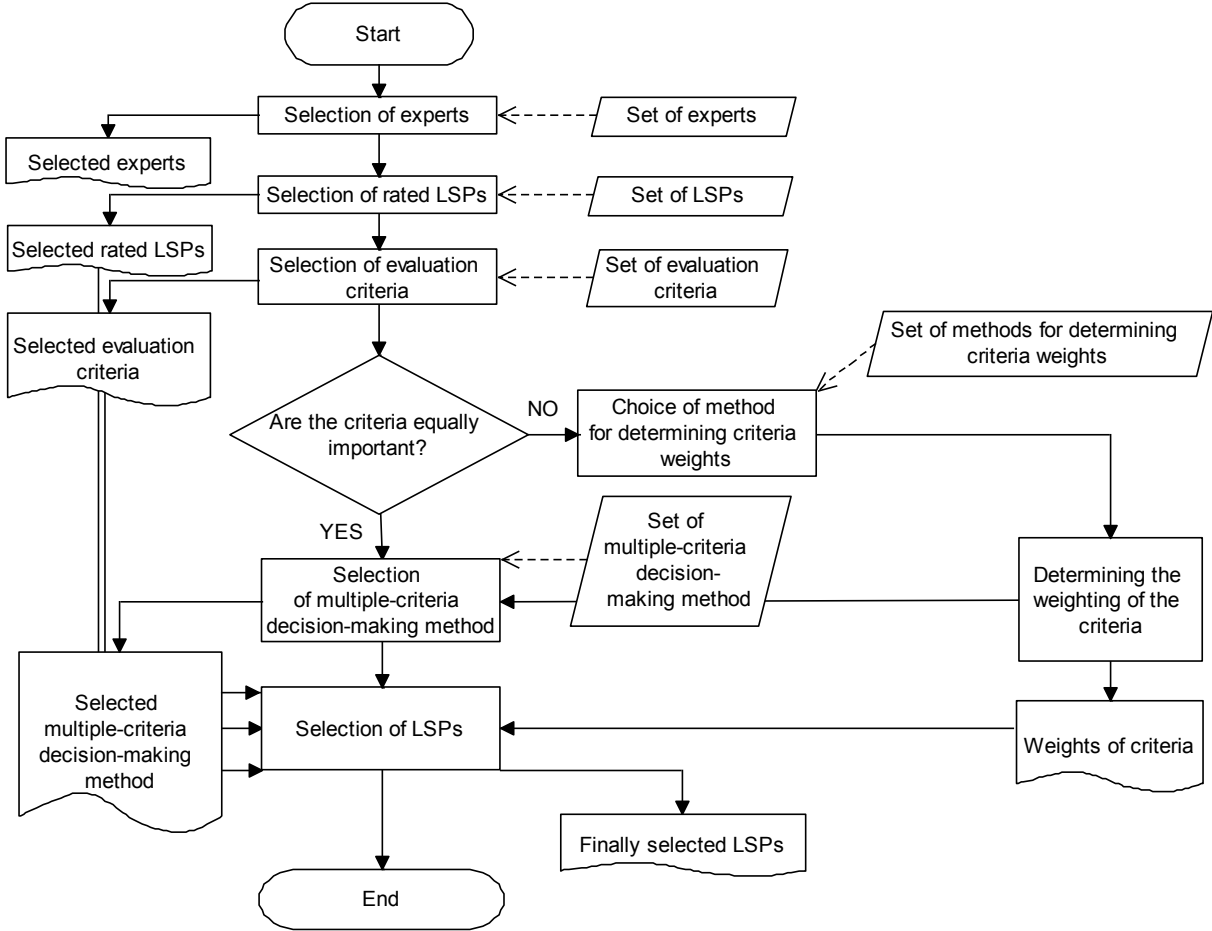 Start
Selection of experts
Set of experts
Selected experts
Selection of rated LSPs
Set of LSPs
Selected rated LSPs
Selection of evaluation
criteria
Set of evaluation
criteria
Selected evaluation
criteria
Set of methods for determining
criteria weights
Are the criteria equally
important?
NO
Choice of method
for determining criteria
weights
YES
Set of
multiple-criteria
decision-
making method
Selection
of multiple-criteria
decision-making method
Determining the
weighting of the
criteria
Selected
multiple-criteria
decision-making
method
Selection of LSPs
Weights of criteria
Finally selected LSPs
End